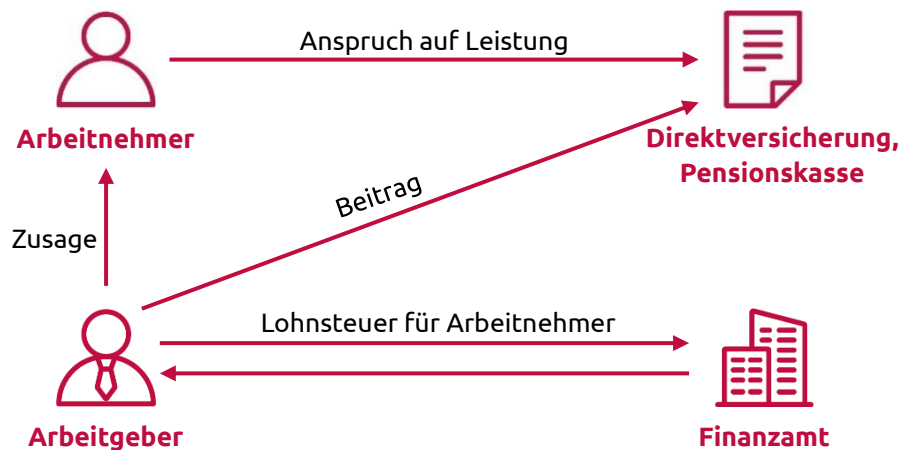 Anspruch auf Leistung
Arbeitnehmer
Direktversicherung,
Pensionskasse
Beitrag
Zusage
Lohnsteuer für Arbeitnehmer
Arbeitgeber
Finanzamt